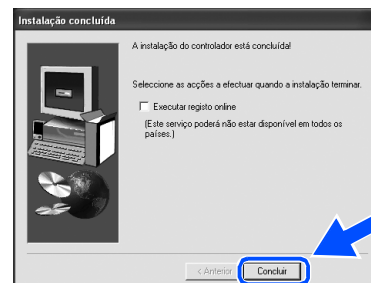 Instalação concluída
A instalação do controlador está concluída!
Seleccione as acções a efectuar quando a instalação terminar.
Executar registo online
(Este serviço poderá não estar disponível em todos os
países.)
< Anterior
Concluir